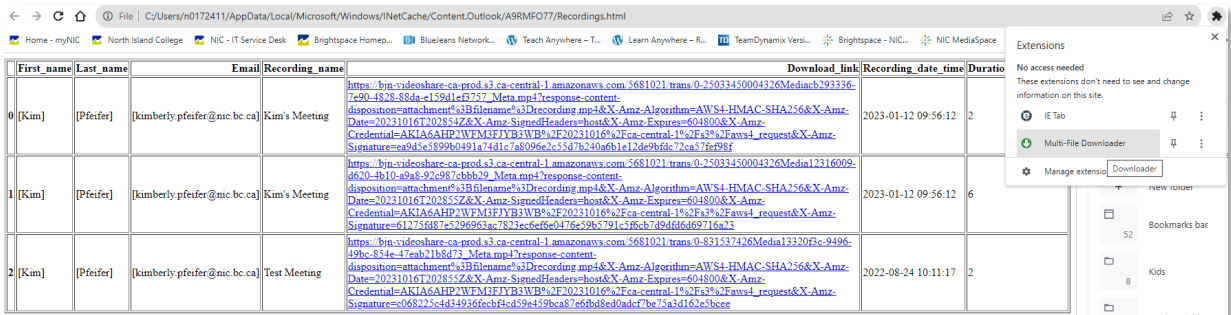 File | C:/Users/n0172411/AppData/Local/Microsoft/Windows/INetCache/Content.Outlook/A9RMFO77/Recordings.html
Home - myNIC North Island College NIC - IT Service Desk Brightspace Homep... BlueJeans Network... Teach Anywhere – T... Learn Anywhere – R... TeamDynamix Versi... Brightspace - NIC... NIC MediaSpace
First_name Last_name Email Recording_name Download_link Recording_date_time Duratio
0 [Kim] [Pfeifer] [kimberly.pfeifer@nic.bc.ca] Kim's Meeting
https://bjn-videoshare-ca-prod.s3.ca-central-1.amazonaws.com/5681021/trans/0-25033450004326Mediacb293336-
7e90-4828-88da-e159d1ef3757_Meta.mp4?response-content-
disposition=attachment%3Bfilename%3Drecording.mp4&X-Amz-Algorithm=AWS4-HMAC-SHA256&X-Amz-
Date=20231016T202854Z&X-Amz-SignedHeaders=host&X-Amz-Expires=604800&X-Amz-
Credential=AKIA6AHP2WFM3FJYB3WB%2F20231016%2Fca-central-1%2Fs3%2Faws4_request&X-Amz-
Signature=ea9d5e5899b0491a74d1c7a8096e2c55d7b240a6b1e12de9bfdc72ca57fef98f
2023-01-12 09:56:12 2
1 [Kim] [Pfeifer] [kimberly.pfeifer@nic.bc.ca] Kim's Meeting
https://bjn-videoshare-ca-prod.s3.ca-central-1.amazonaws.com/5681021/trans/0-25033450004326Media12316009-
d620-4b10-a9a8-92c987cbbb29_Meta.mp4?response-content-
disposition=attachment%3Bfilename%3Drecording.mp4&X-Amz-Algorithm=AWS4-HMAC-SHA256&X-Amz-
Date=20231016T202855Z&X-Amz-SignedHeaders=host&X-Amz-Expires=604800&X-Amz-
Credential=AKIA6AHP2WFM3FJYB3WB%2F20231016%2Fca-central-1%2Fs3%2Faws4_request&X-Amz-
Signature=61275fd87e5296963ac7823ec6ef6e0476e59b5791c5f6cb7d9dfd6d69716a23
2023-01-12 09:56:12 6
2 [Kim] [Pfeifer] [kimberly.pfeifer@nic.bc.ca] Test Meeting
https://bjn-videoshare-ca-prod.s3.ca-central-1.amazonaws.com/5681021/trans/0-831537426Media13320f3c-9496-
49bc-854e-47eab21b8d73_Meta.mp4?response-content-
disposition=attachment%3Bfilename%3Drecording.mp4&X-Amz-Algorithm=AWS4-HMAC-SHA256&X-Amz-
Date=20231016T202855Z&X-Amz-SignedHeaders=host&X-Amz-Expires=604800&X-Amz-
Credential=AKIA6AHP2WFM3FJYB3WB%2F20231016%2Fca-central-1%2Fs3%2Faws4_request&X-Amz-
Signature=c068225c4d34936fecbf4cd59e459bca87e6fbd8ed0adcf7be75a3d162e5bcee
2022-08-24 10:11:17 2
Extensions
No access needed
These extensions don't need to see and change
information on this site.
IE Tab
Multi-File Downloader
Manage extensio
Downloader
New folder
Bookmarks bar
52
Kids
8